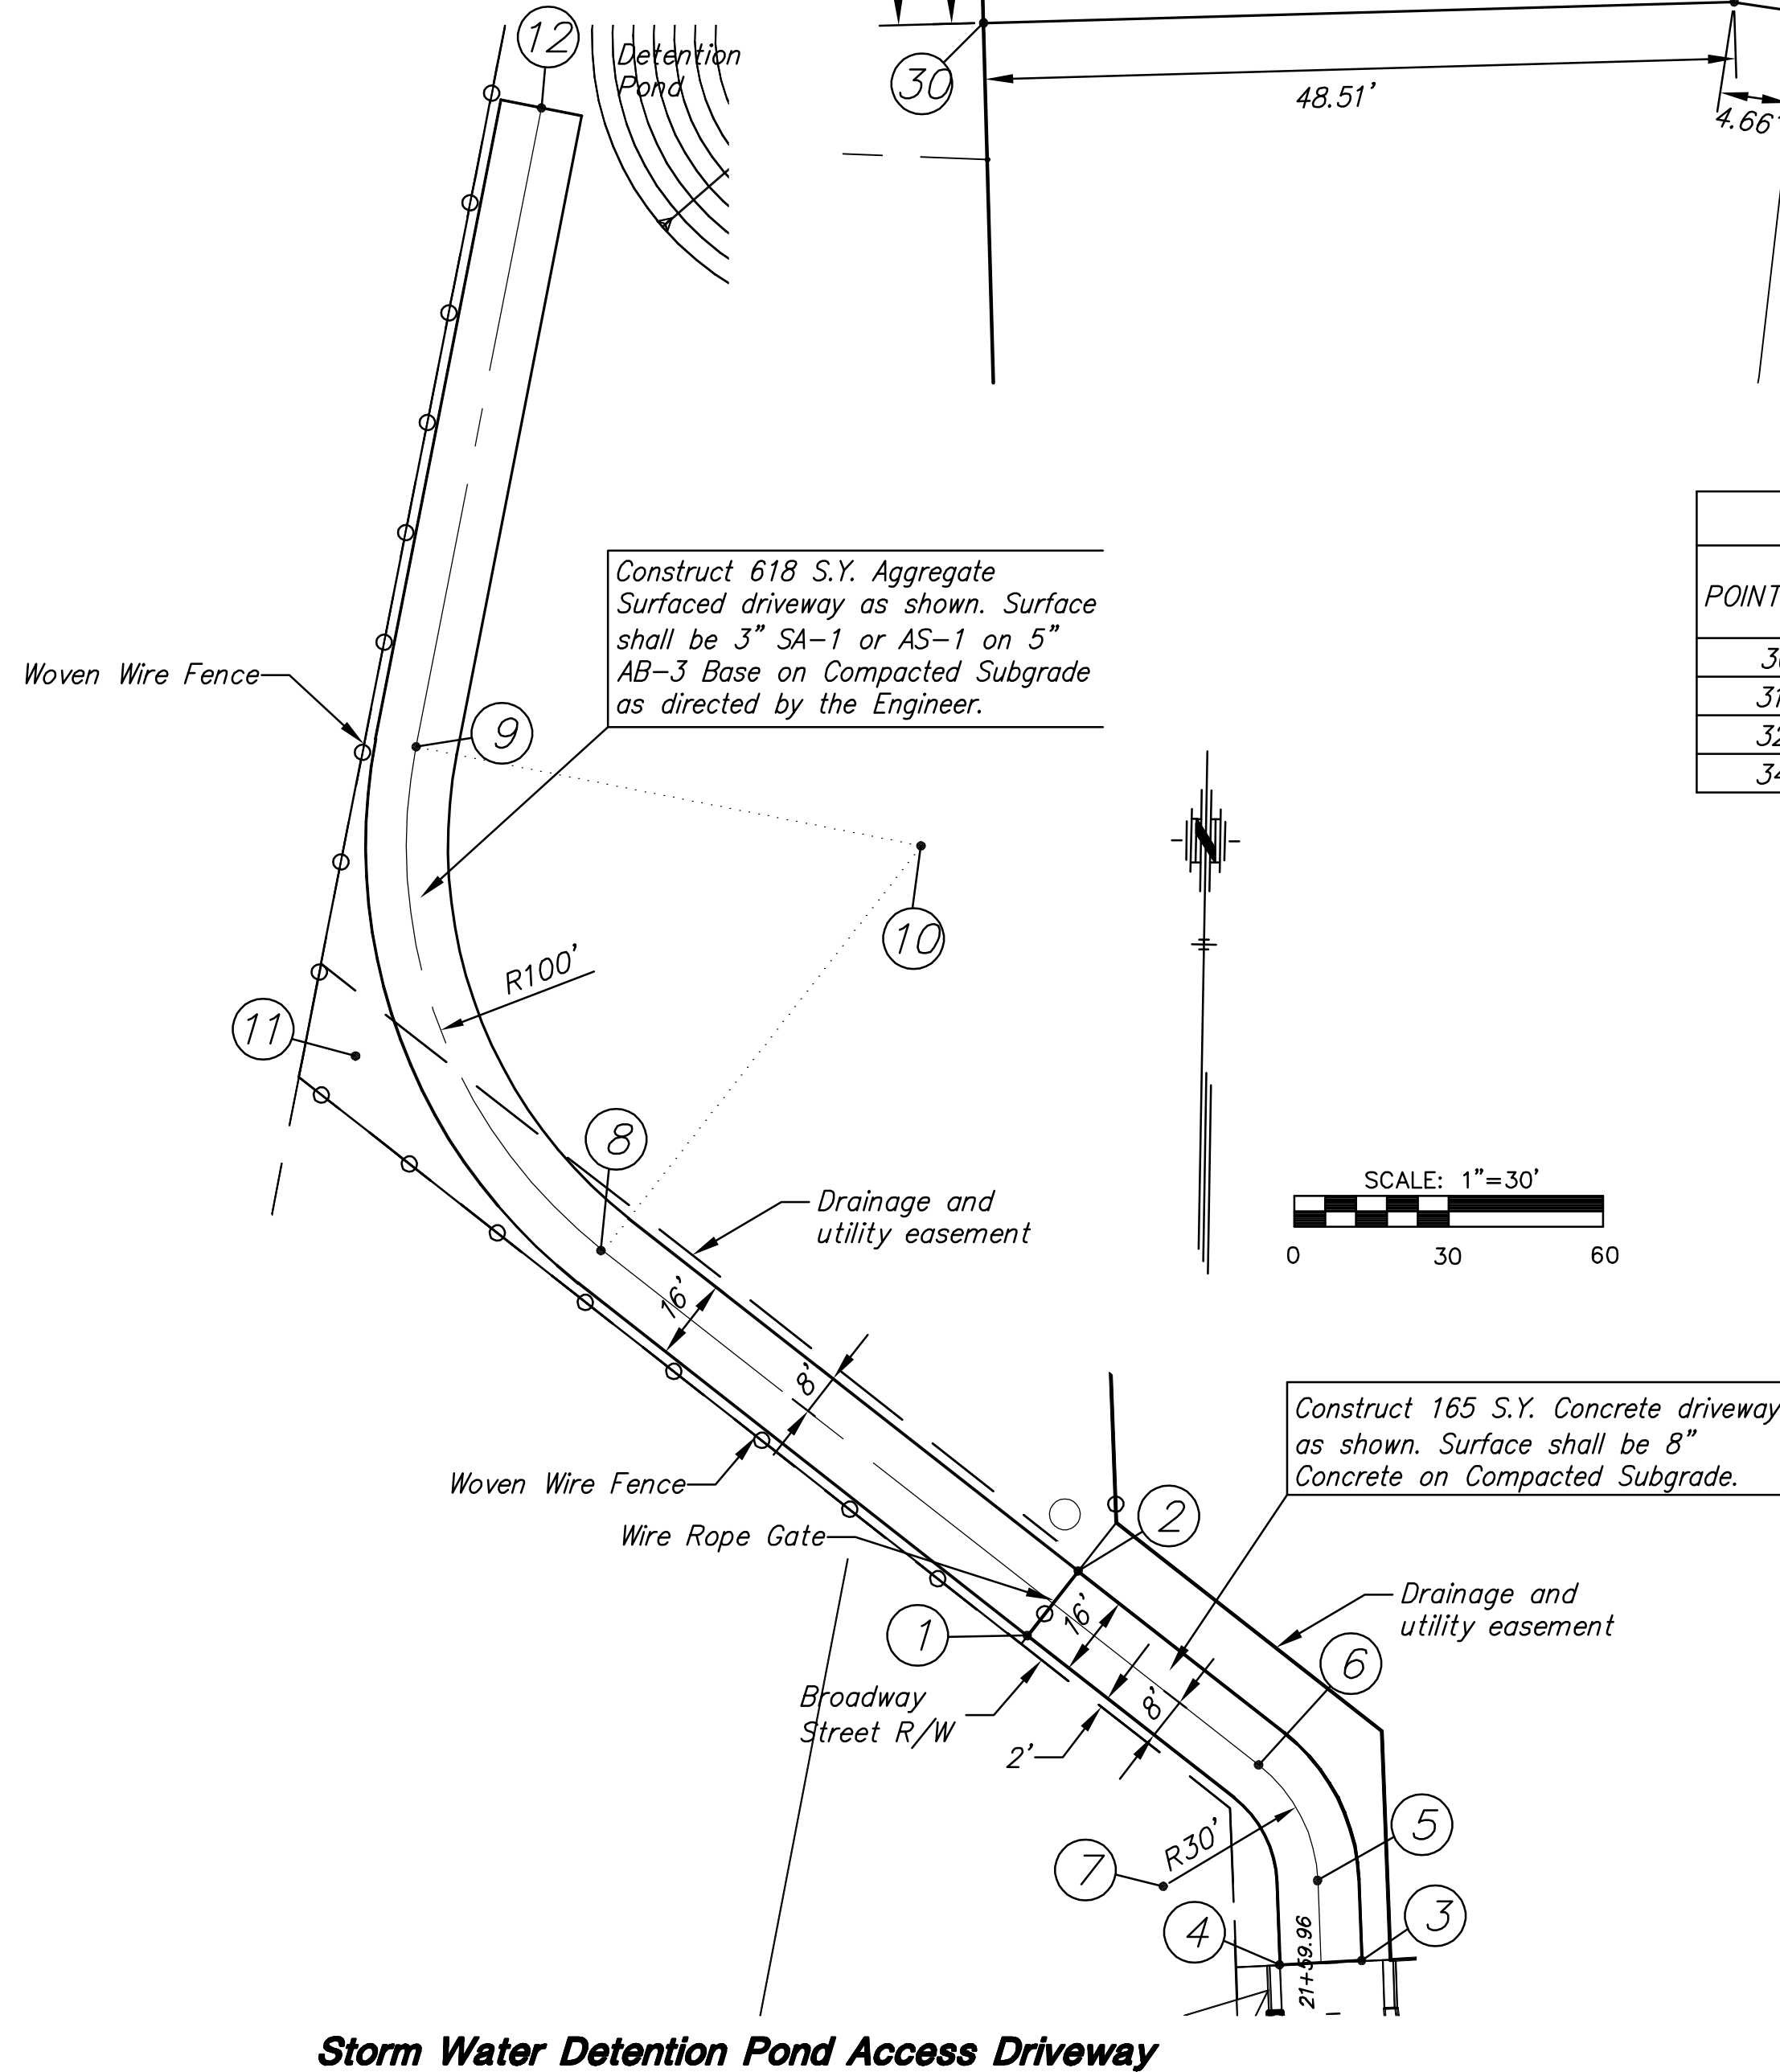 12
Detention
Pond
30
48.51'
4.66'
Construct 618 S.Y. Aggregate
Surfaced driveway as shown. Surface
shall be 3" SA-1 or AS-1 on 5"
AB-3 Base on Compacted Subgrade
as directed by the Engineer.
POINT
31
32
Woven Wire Fence
9
N
10
R100'
11
8
SCALE: 1"=30'
0 30 60
Drainage and
utility easement
16'
8'
Construct 165 S.Y. Concrete driveway
as shown. Surface shall be 8"
Concrete on Compacted Subgrade.
Woven Wire Fence
2
Wire Rope Gate
Drainage and
utility easement
16'
1
6
Broadway
Street R/W
8'
2'
5
R30'
7
3
4
21+59.96
Storm Water Detention Pond Access Driveway